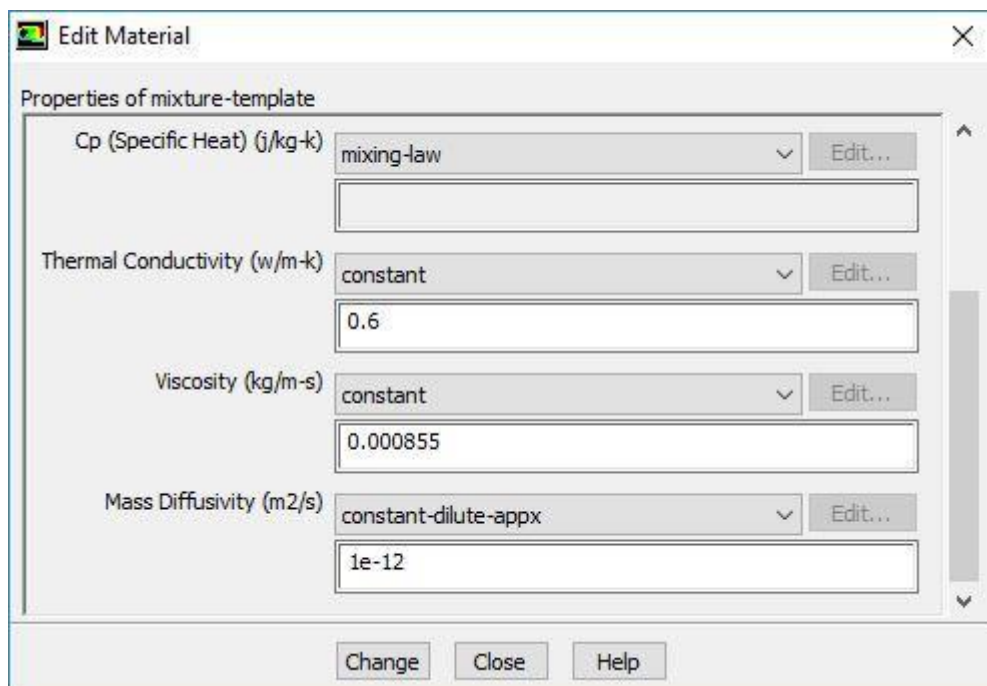 Edit Material
Properties of mixture-template
Cp (Specific Heat) (j/kg-k) mixing-law Edit...
Thermal Conductivity (w/m-k) constant Edit...
0.6
Viscosity (kg/m-s) constant Edit...
0.000855
Mass Diffusivity (m2/s) constant-dilute-appx Edit...
1e-12
Change Close Help